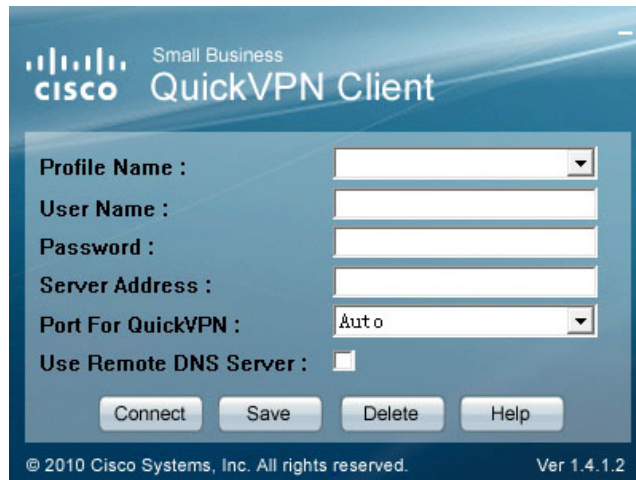 Small Business
CISCO QuickVPN Client
Profile Name :
User Name :
Password :
Server Address :
Port For QuickVPN : Auto
Use Remote DNS Server :
Connect Save Delete Help
© 2010 Cisco Systems, Inc. All rights reserved. Ver 1.4.1.2